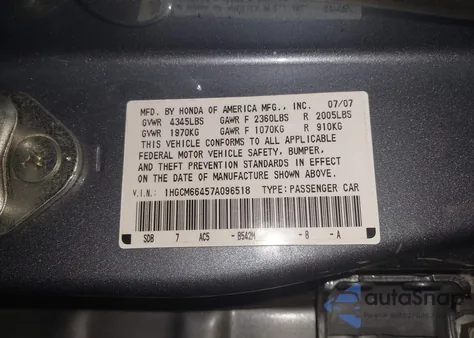 MFD. BY HONDA OF AMERICA MFG., INC. 07/07
GVWR 4345LBS GAWR F 2360LBS R 2005LBS
GVWR 1970KG GAWR F 1070KG R 910KG
THIS VEHICLE CONFORMS TO ALL APPLICABLE
FEDERAL MOTOR VEHICLE SAFETY, BUMPER,
AND THEFT PREVENTION STANDARDS IN EFFECT
ON THE DATE OF MANUFACTURE SHOWN ABOVE.
V.I.N.: 1HGCM66457A096518 TYPE: PASSENGER CAR
SDB 7 AC5 - B542M - B - A
autoSnap